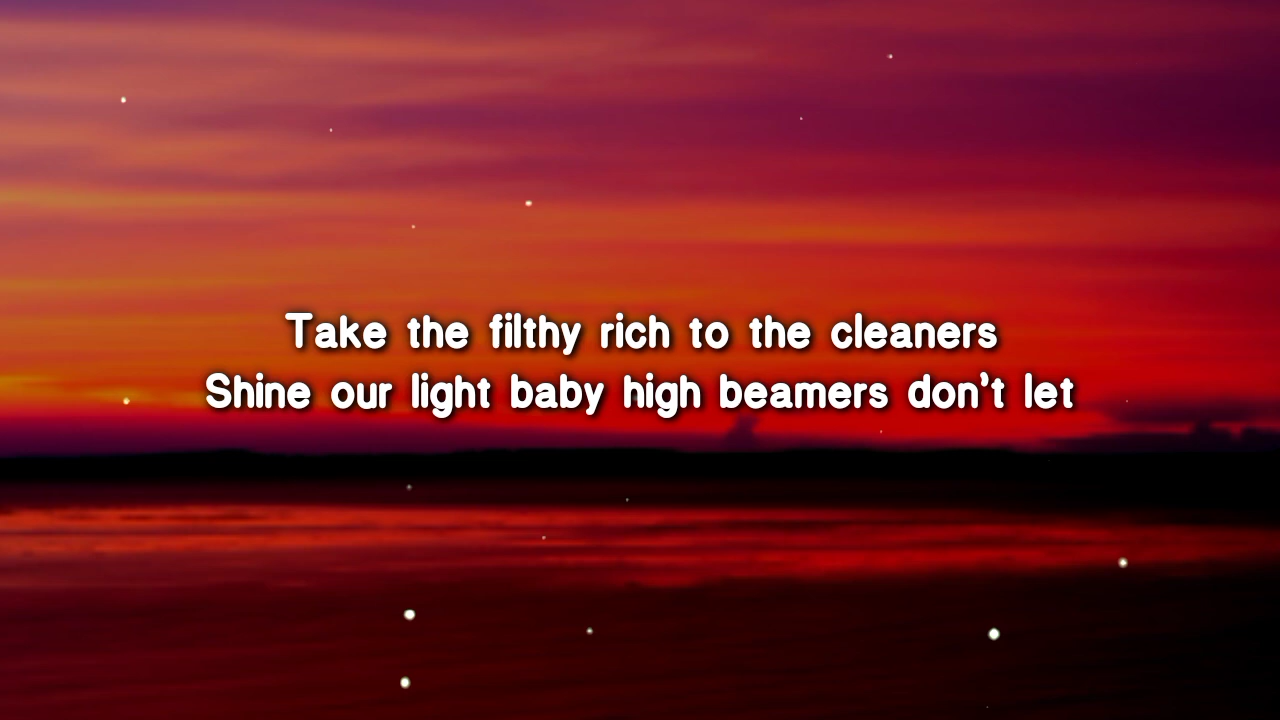 Take the filthy rich to the cleaners
Shine our light baby high beamers don't let